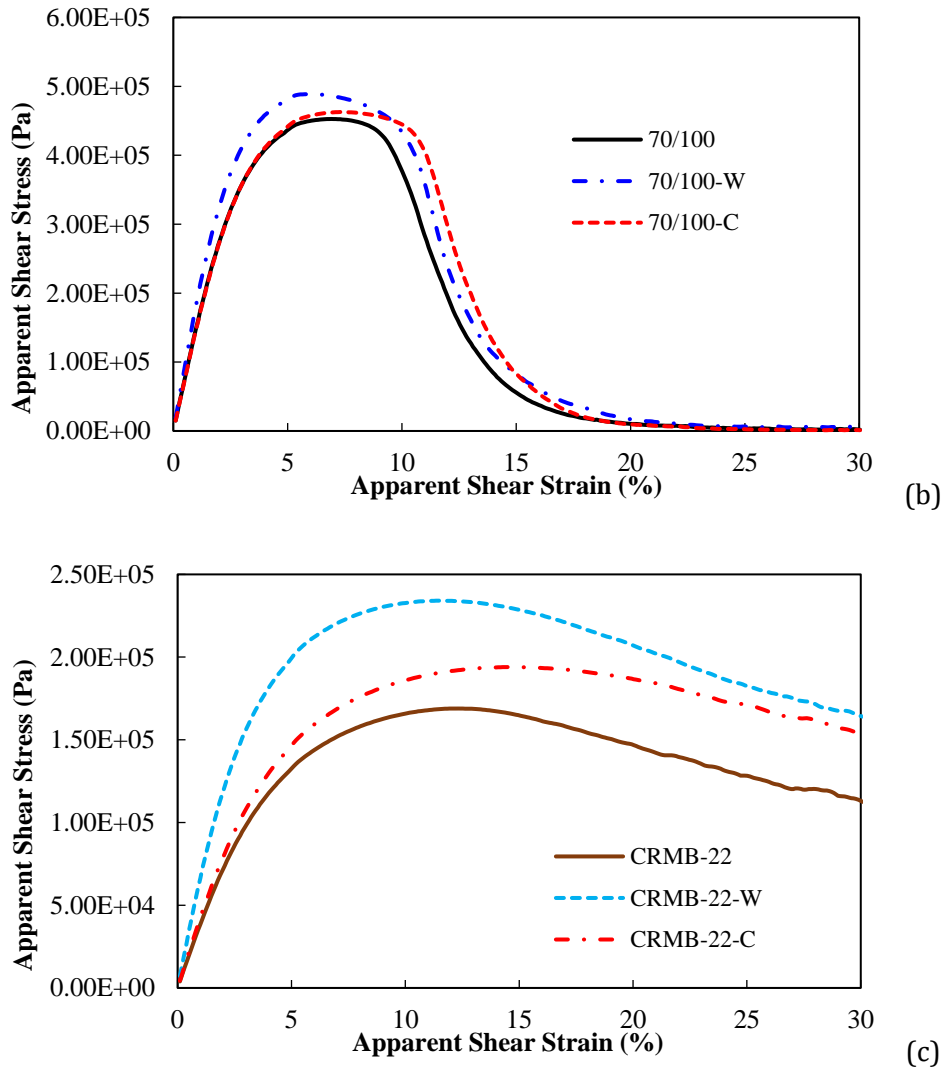 6.00E+05
5.00E+05
4.00E+05
3.00E+05
2.00E+05
1.00E+05
0.00E+00
Apparent Shear Stress (Pa)
70/100
70/100-W
70/100-C
0 5 10 15 20 25 30
Apparent Shear Strain (%)
(b)
2.50E+05
2.00E+05
1.50E+05
1.00E+05
5.00E+04
0.00E+00
Apparent Shear Stress (Pa)
CRMB-22
CRMB-22-W
CRMB-22-C
0 5 10 15 20 25 30
Apparent Shear Strain (%)
(c)